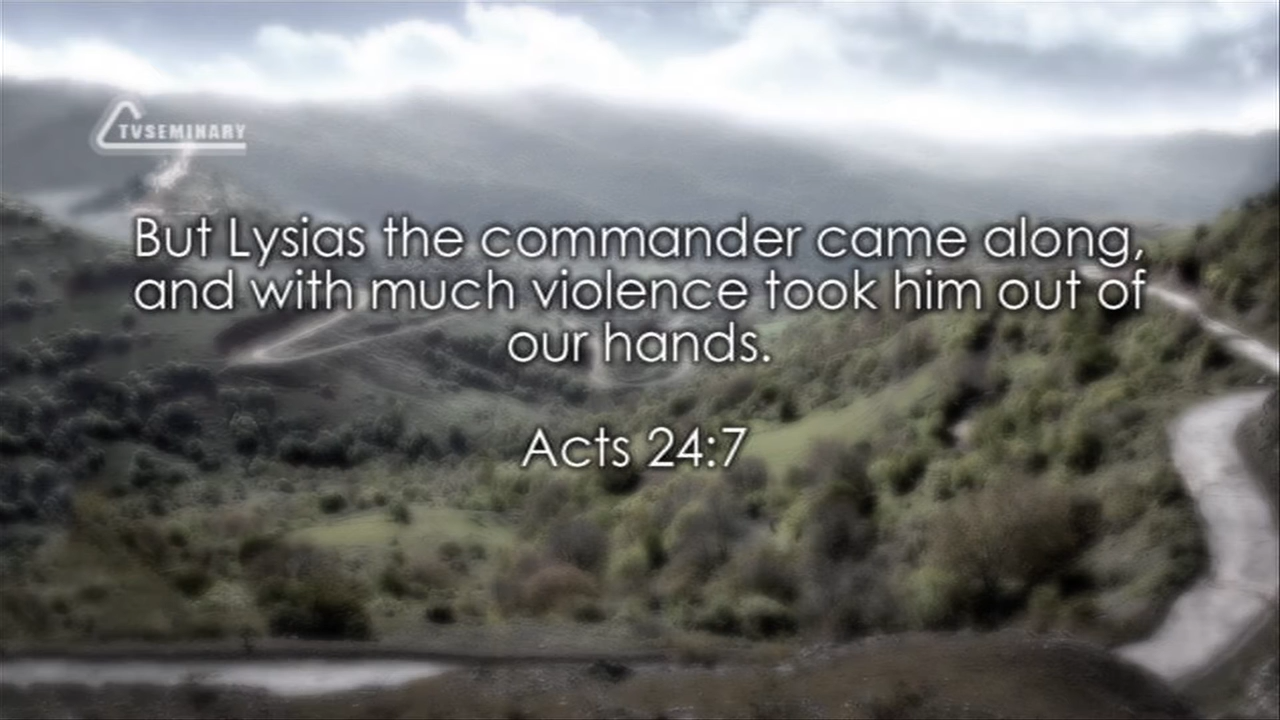 TVSEMINARY
But Lysias the commander came along,
and with much violence took him out of
our hands.
Acts 24:7